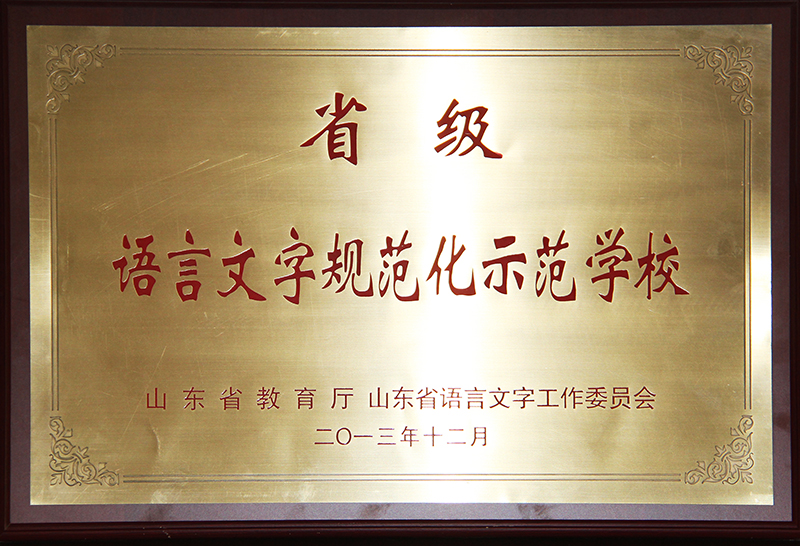 省级
语言文字规范化示范学校
山东省教育厅 山东省语言文字工作委员会
二〇一三年十二月